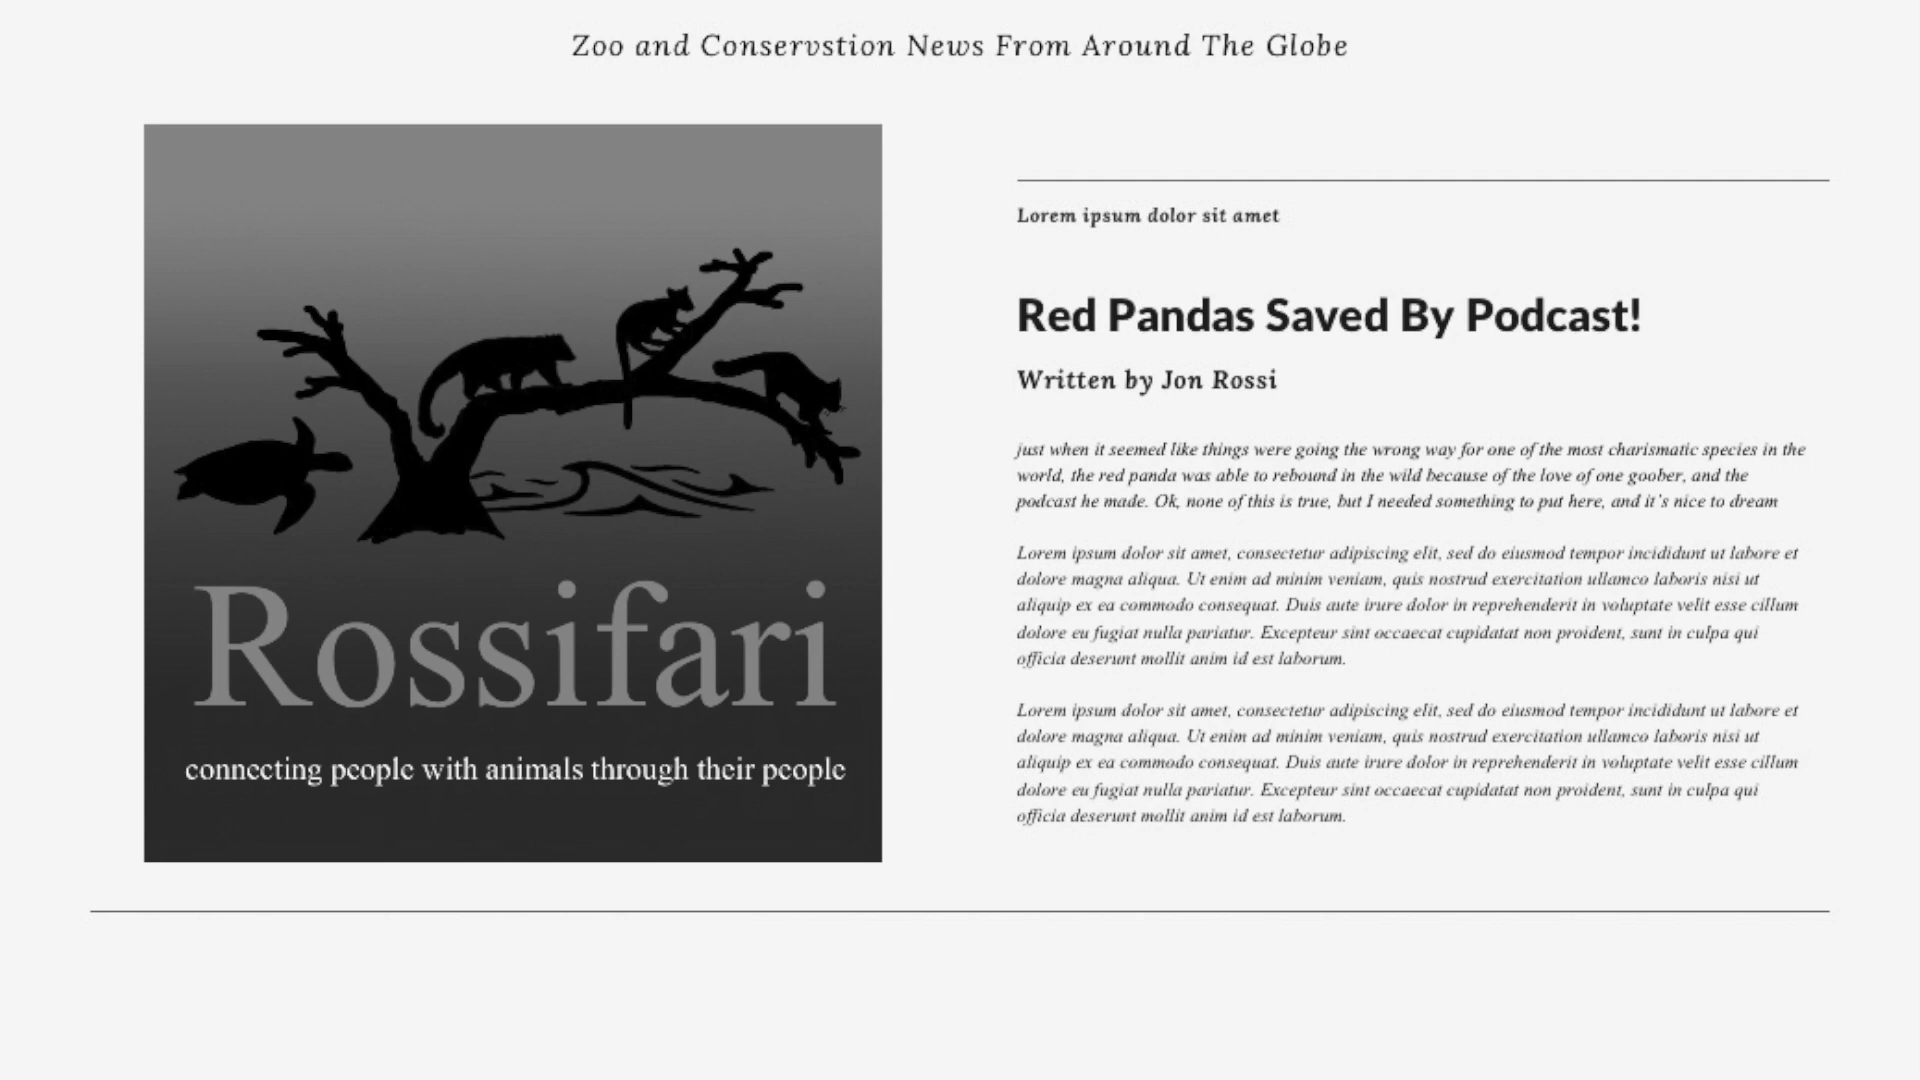 Zoo and Conservstion News From Around The Globe
Rossifari
connecting people with animals through their people
Lorem ipsum dolor sit amet
Red Pandas Saved By Podcast!
Written by Jon Rossi
just when it seemed like things were going the wrong way for one of the most charismatic species in the
world, the red panda was able to rebound in the wild because of the love of one goober, and the
podcast he made. Ok, none of this is true, but I needed something to put here, and it's nice to dream
Lorem ipsum dolor sit amet, consectetur adipiscing elit, sed do eiusmod tempor incididunt ut labore et
dolore magna aliqua. Ut enim ad minim veniam, quis nostrud exercitation ullamco laboris nisi ut
aliquip ex ea commodo consequat. Duis aute irure dolor in reprehenderit in voluptate velit esse cillum
dolore eu fugiat nulla pariatur. Excepteur sint occaecat cupidatat non proident, sunt in culpa qui
officia deserunt mollit anim id est laborum.
Lorem ipsum dolor sit amet, consectetur adipiscing elit, sed do eiusmod tempor incididunt ut labore et
dolore magna aliqua. Ut enim ad minim veniam, quis nostrud exercitation ullamco laboris nisi ut
aliquip ex ea commodo consequat. Duis aute irure dolor in reprehenderit in voluptate velit esse cillum
dolore eu fugiat nulla pariatur. Excepteur sint occaecat cupidatat non proident, sunt in culpa qui
officia deserunt mollit anim id est laborum.